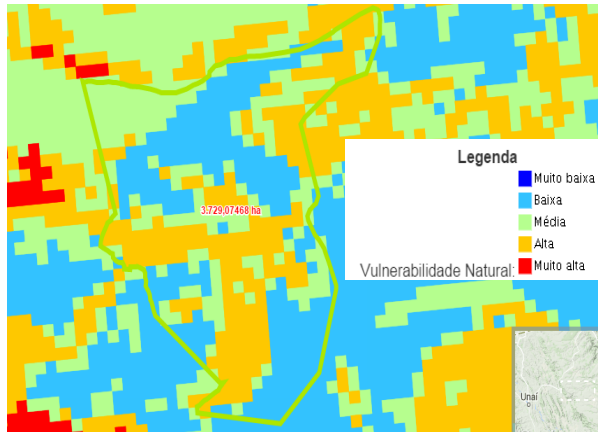 Legenda
Muito baixa
Baixa
Média
Alta
Vulnerabilidade Natural: Muito alta
3.729,07468 ha
Unaí